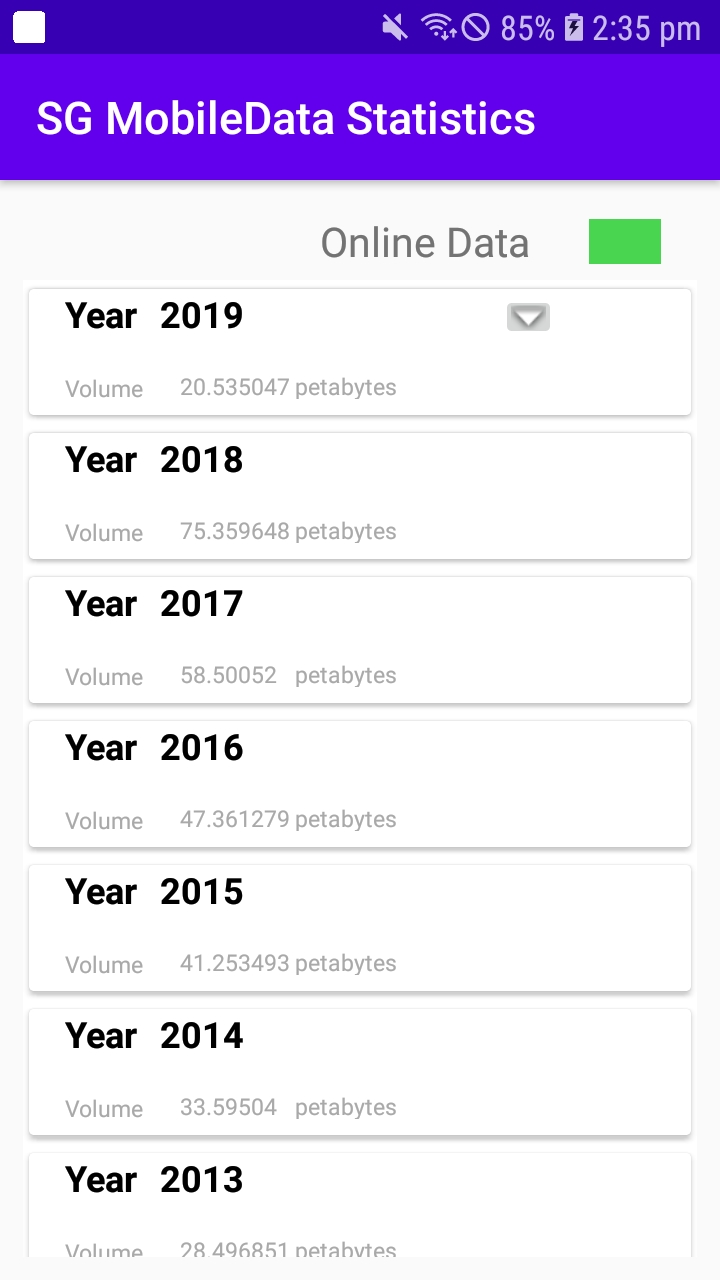 85% 2:35 pm
SG MobileData Statistics
Online Data
Year 2019
Volume 20.535047 petabytes
Year 2018
Volume 75.359648 petabytes
Year 2017
Volume 58.50052 petabytes
Year 2016
Volume 47.361279 petabytes
Year 2015
Volume 41.253493 petabytes
Year 2014
Volume 33.59504 petabytes
Year 2013
Volume 28.496851 petabytes